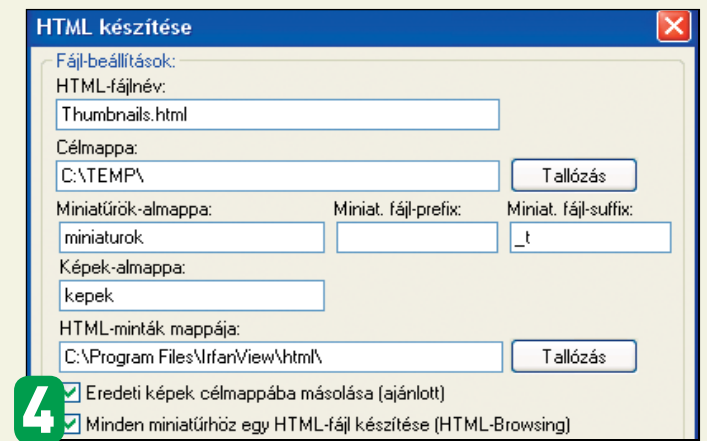 HTML készítése
Fájl-beállítások:
HTML-fájlnév:
Thumbnails.html
Célmappa:
C:\TEMP\ Tallózás
Miniatűrök-almappa: Miniat. fájl-prefix: Miniat. fájl-suffix:
miniaturok _t
Képek-almappa:
kepek
HTML-minták mappája:
C:\Program Files\IrfanView\html\ Tallózás
Eredeti képek célmappába másolása (ajánlott)
4 Minden miniatűrhöz egy HTML-fájl készítése (HTML-Browsing)